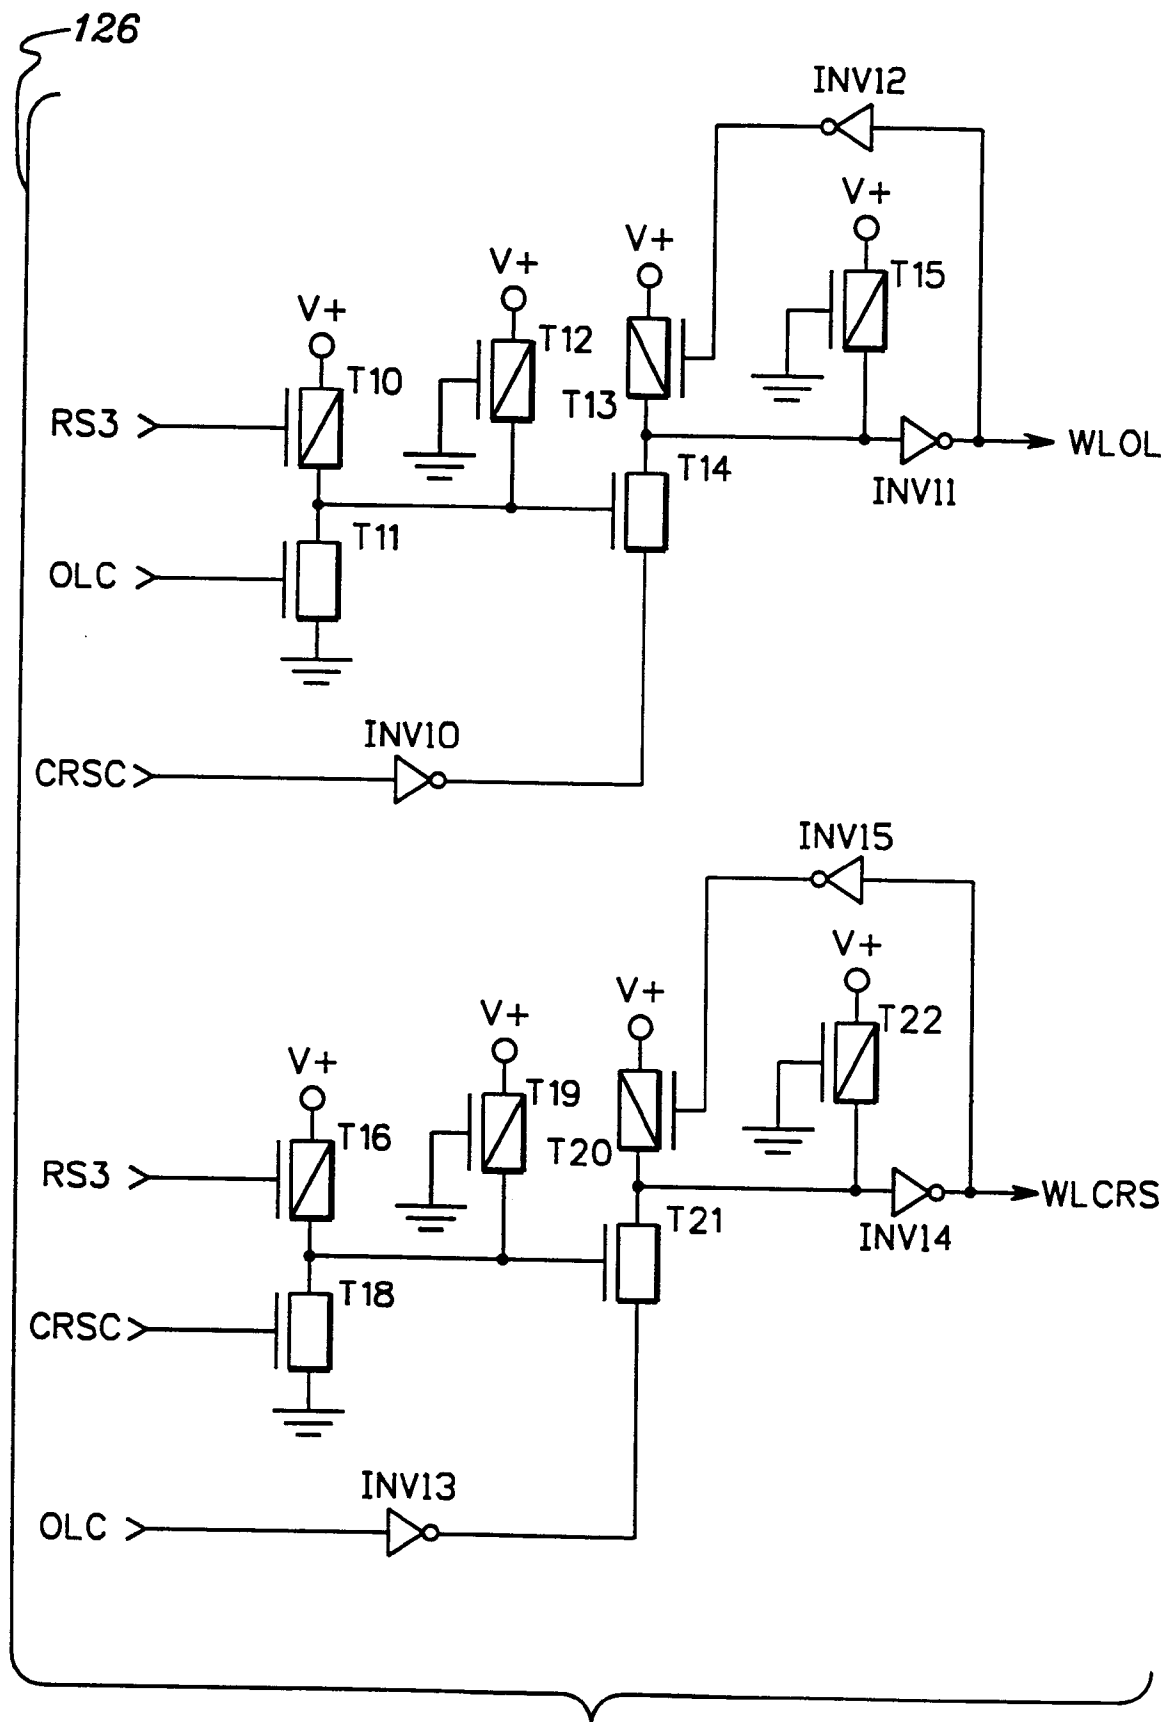 126
INV12
V+
V+
V+
T15
V+
T12
T10
T13
RS3
WLOL
T14
INV11
T11
OLC
INV10
CRSC
INV15
V+
V+
V+
T22
V+
T19
T16
T20
RS3
WLCRS
T21
INV14
T18
CRSC
INV13
OLC